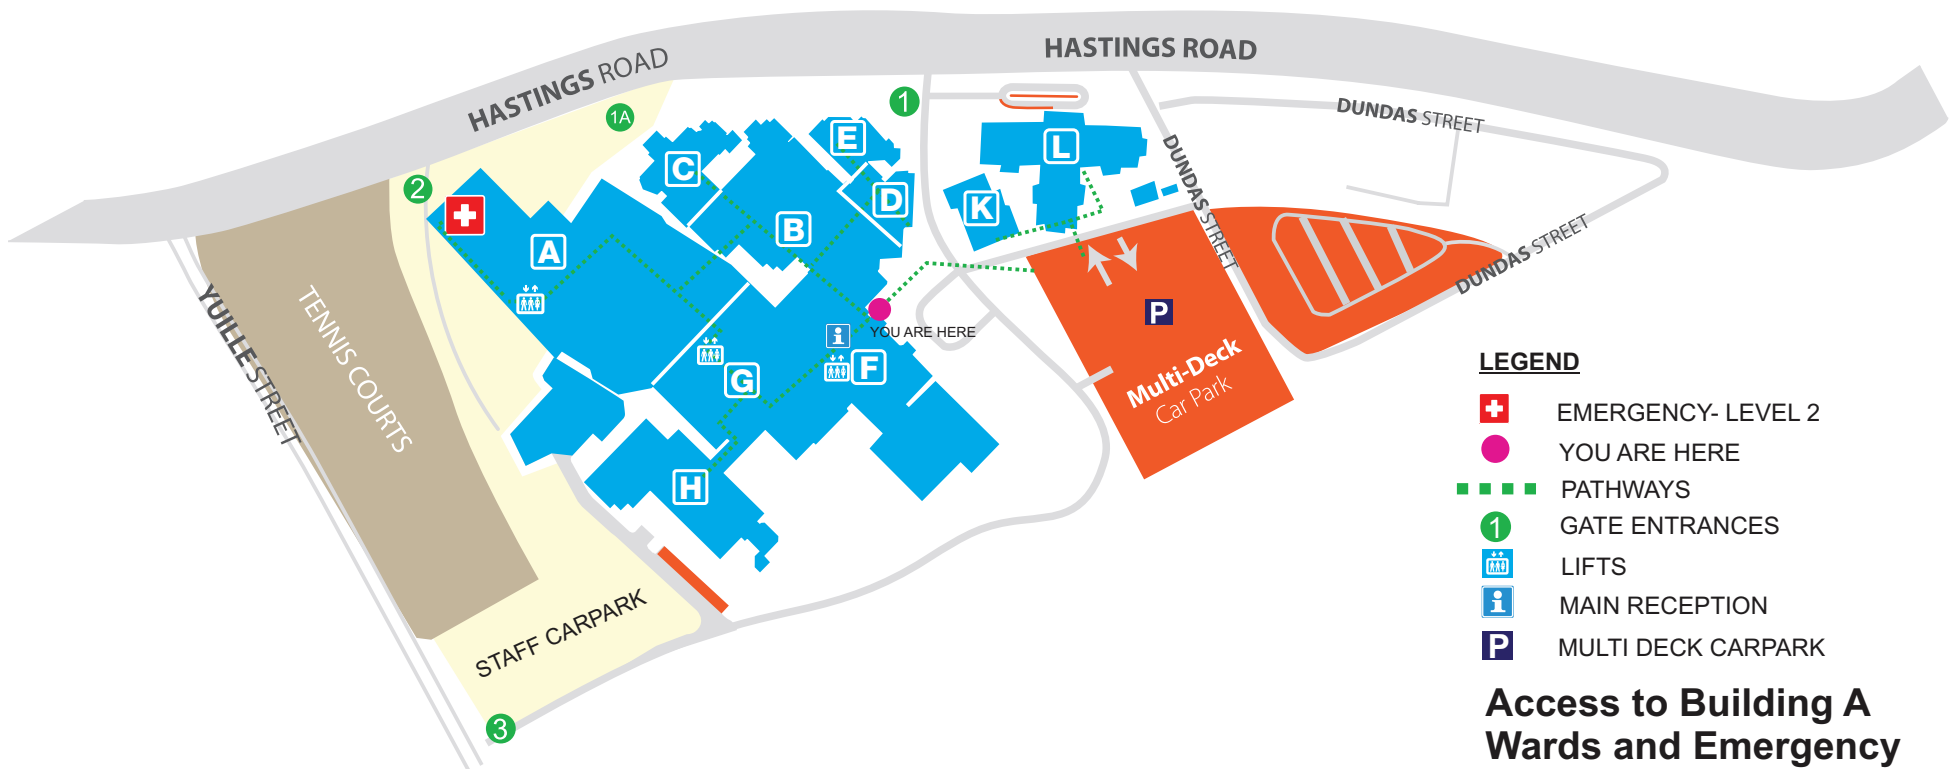 HASTINGS ROAD
HASTINGS ROAD
1A
1
2
DUNDAS STREET
DUNDAS STREET
DUNDAS STREET
E
L
C
D
K
B
A
YUILLE STREET
TENNIS COURTS
i
YOU ARE HERE
F
G
P
Multi-Deck
Car Park
H
STAFF CARPARK
3
LEGEND
EMERGENCY- LEVEL 2
YOU ARE HERE
PATHWAYS
1 GATE ENTRANCES
LIFTS
i MAIN RECEPTION
P MULTI DECK CARPARK
Access to Building A
Wards and Emergency